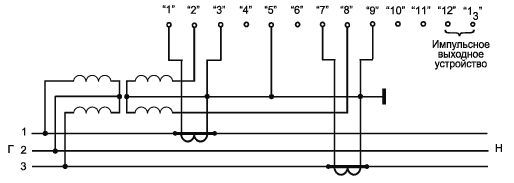 “1” “2” “3” “4” “5” “6” “7” “8” “9” “10” “11” “12” “13”
Импульсное
выходное
устройство
1
Г 2 Н
3